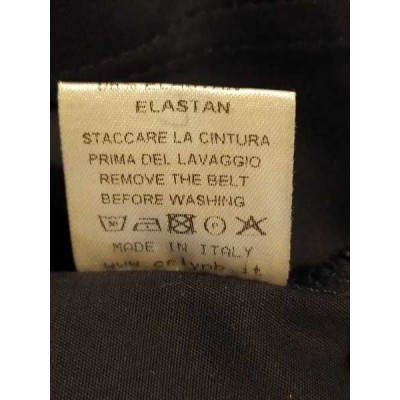 ELASTAN
STACCARE LA CINTURA
PRIMA DEL LAVAGGIO
REMOVE THE BELT
BEFORE WASHING
MADE IN ITALY